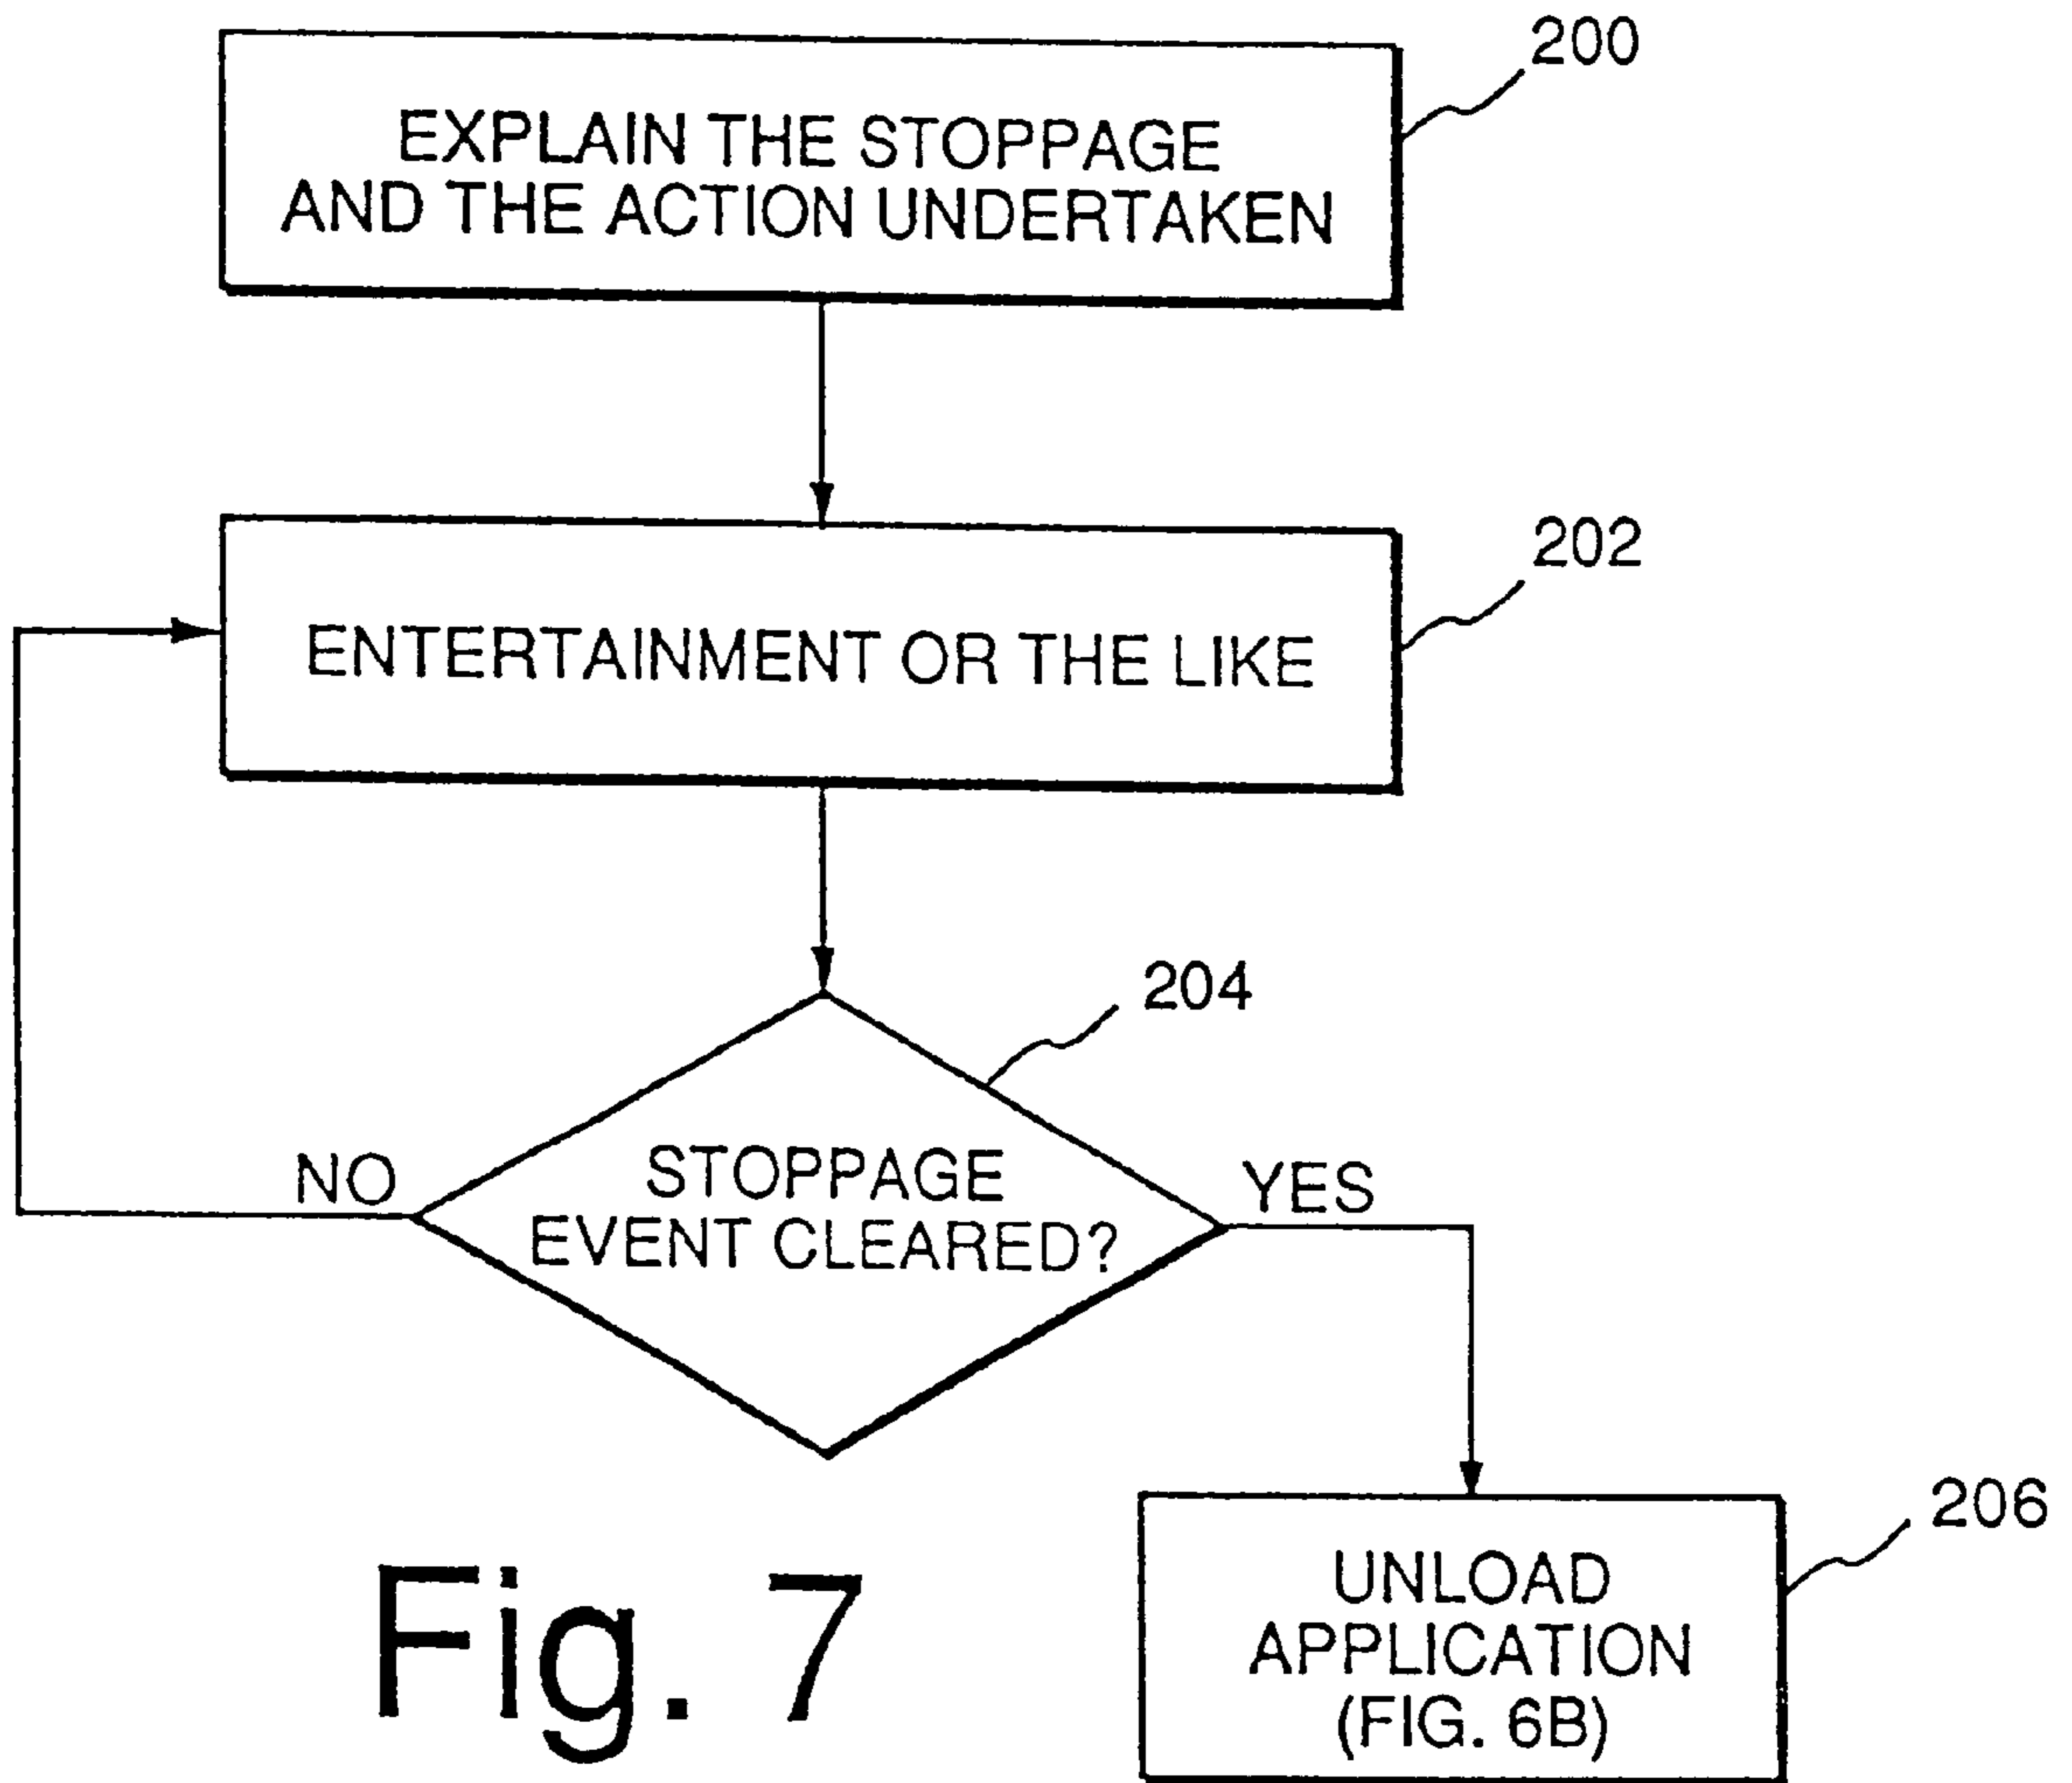 200
EXPLAIN THE STOPPAGE
AND THE ACTION UNDERTAKEN
202
ENTERTAINMENT OR THE LIKE
204
NO
STOPPAGE
EVENT CLEARED?
YES
206
UNLOAD
APPLICATION
(FIG. 6B)
Fig. 7